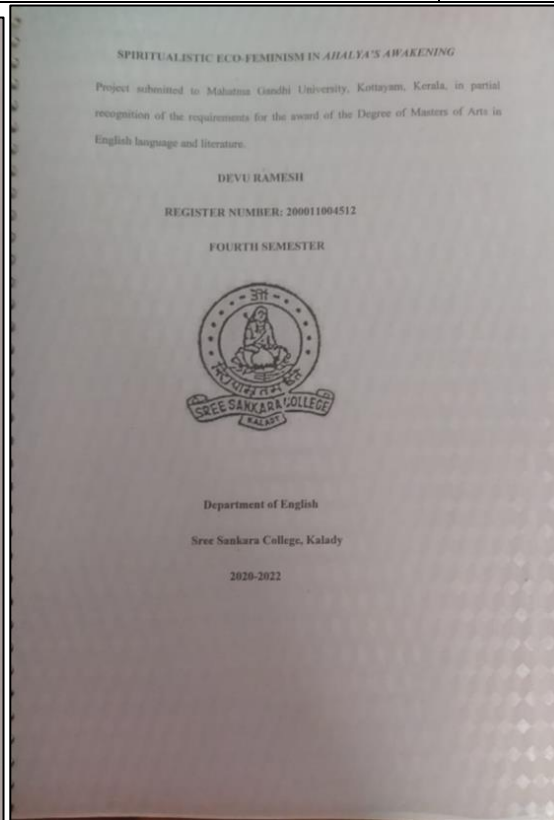 SPIRITUALISTIC ECO-FEMINISM IN AHALYA'S AWAKENING
Project submitted to Mahatma Gandhi University, Kottayam, Kerala, in partial
recognition of the requirements for the award of the Degree of Masters of Arts in
English language and literature.
DEVU RAMESH
REGISTER NUMBER: 200011004512
FOURTH SEMESTER
SREE SANKARA COLLEGE
KALADY
Department of English
Sree Sankara College, Kalady
2020-2022